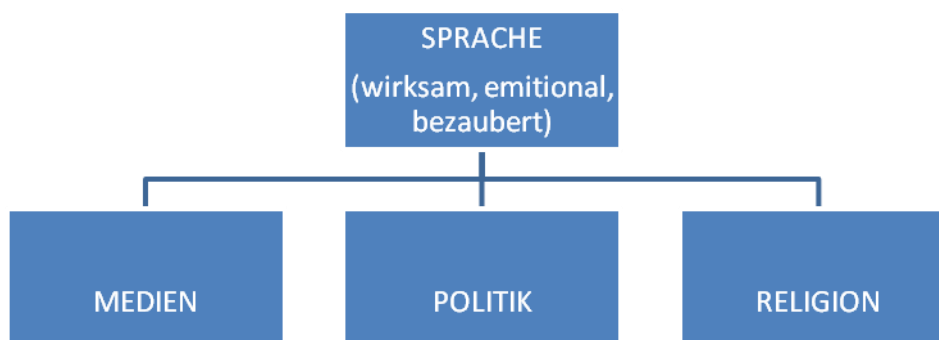 SPRACHE
(wirksam, emitional,
bezaubert)
MEDIEN
POLITIK
RELIGION